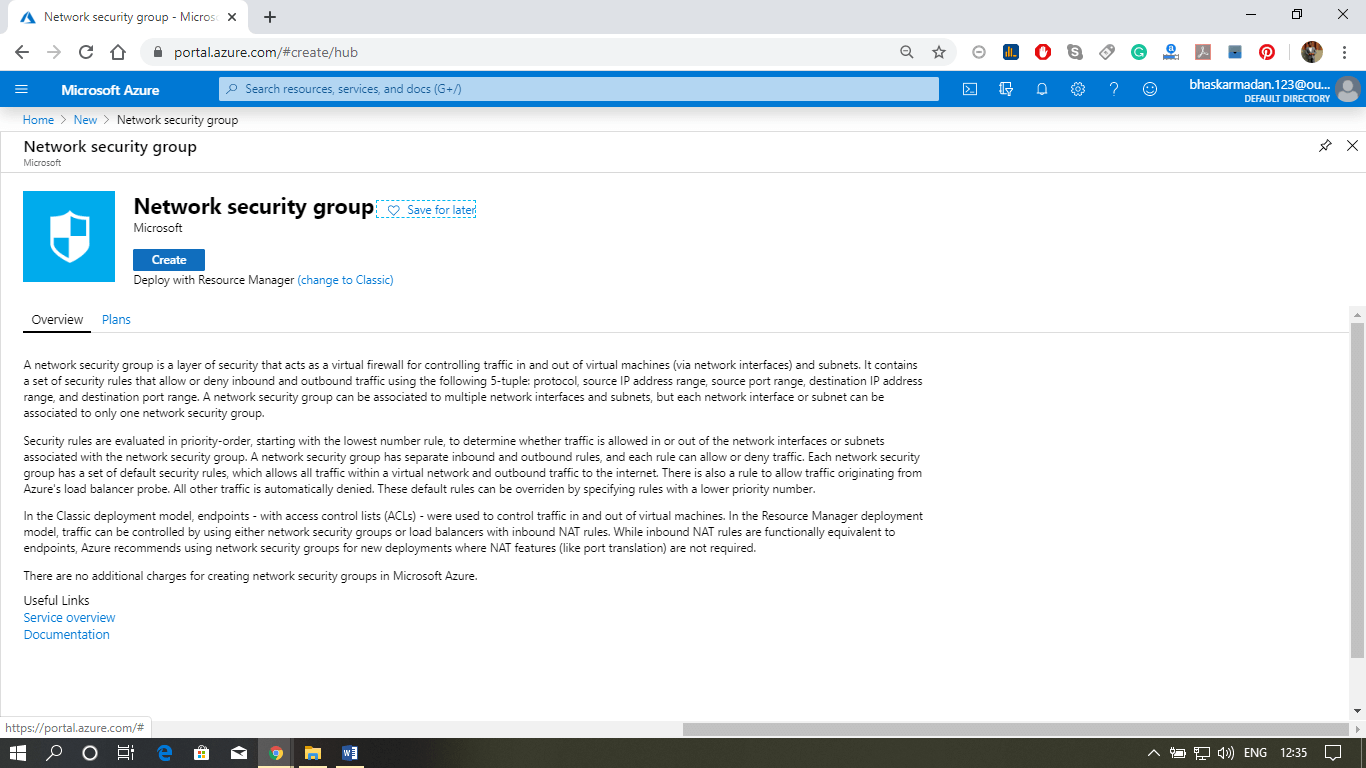 Network security group - Micros
portal.azure.com/#create/hub
Microsoft Azure
Search resources, services, and docs (G+/)
bhaskarmadan.123@ou...
DEFAULT DIRECTORY
Home > New > Network security group
Network security group
Microsoft
Network security group
Save for later
Microsoft
Create
Deploy with Resource Manager (change to Classic)
Overview Plans
A network security group is a layer of security that acts as a virtual firewall for controlling traffic in and out of virtual machines (via network interfaces) and subnets. It contains
a set of security rules that allow or deny inbound and outbound traffic using the following 5-tuple: protocol, source IP address range, source port range, destination IP address
range, and destination port range. A network security group can be associated to multiple network interfaces and subnets, but each network interface or subnet can be
associated to only one network security group.
Security rules are evaluated in priority-order, starting with the lowest number rule, to determine whether traffic is allowed in or out of the network interfaces or subnets
associated with the network security group. A network security group has separate inbound and outbound rules, and each rule can allow or deny traffic. Each network security
group has a set of default security rules, which allows all traffic within a virtual network and outbound traffic to the internet. There is also a rule to allow traffic originating from
Azure's load balancer probe. All other traffic is automatically denied. These default rules can be overriden by specifying rules with a lower priority number.
In the Classic deployment model, endpoints - with access control lists (ACLs) - were used to control traffic in and out of virtual machines. In the Resource Manager deployment
model, traffic can be controlled by using either network security groups or load balancers with inbound NAT rules. While inbound NAT rules are functionally equivalent to
endpoints, Azure recommends using network security groups for new deployments where NAT features (like port translation) are not required.
There are no additional charges for creating network security groups in Microsoft Azure.
Useful Links
Service overview
Documentation
https://portal.azure.com/#
ENG 12:35